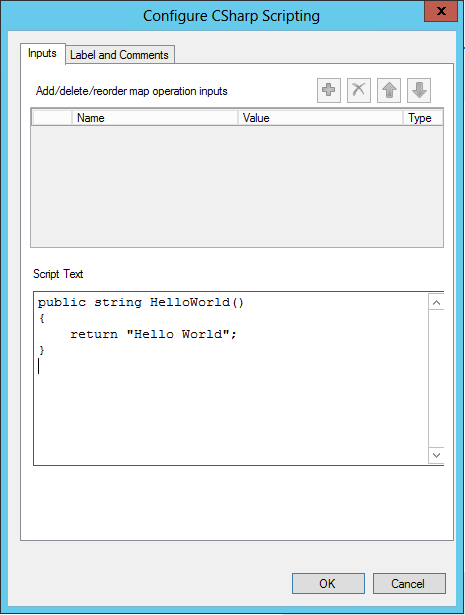 Configure CSharp Scripting
x
Inputs
Label and Comments
Add/delete/reorder map operation inputs
Name Value Type
Script Text
public string HelloWorld()
{
    return "Hello World";
}
OK Cancel